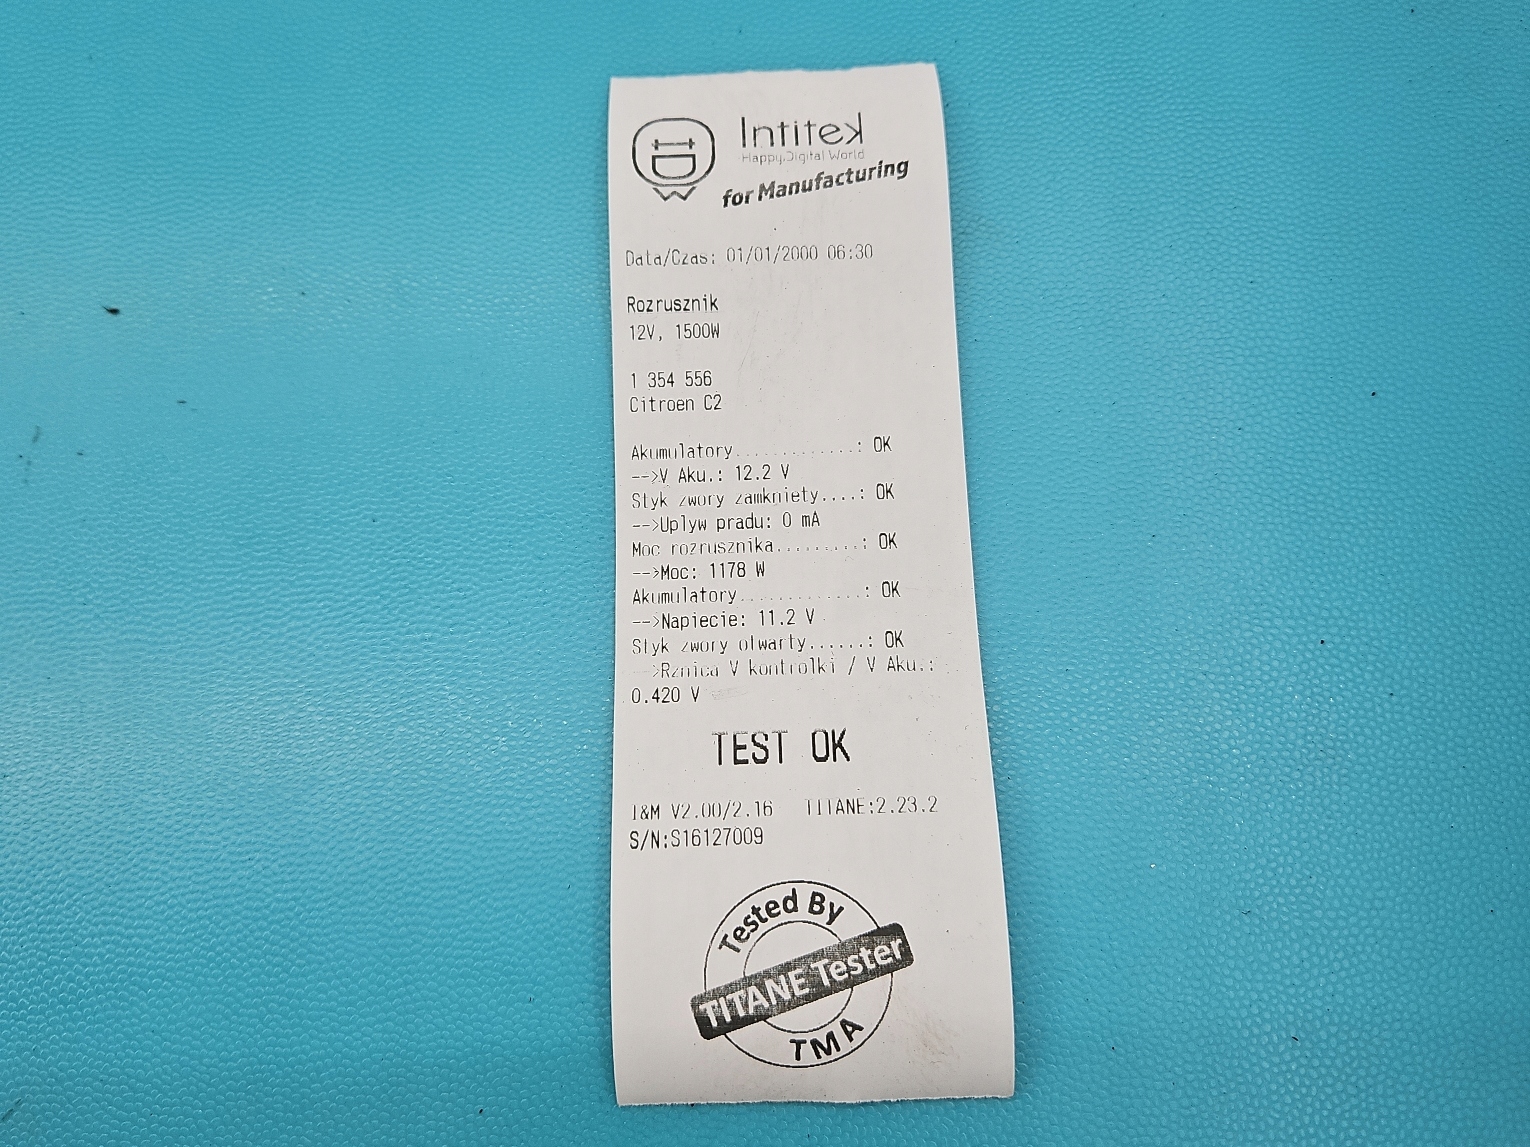 Intitek
Happy.Digital World
for Manufacturing
Data/Czas: 01/01/2000 06:30
Rozrusznik
12V, 1500W
1 354 556
Citroen C2
Akumulatory.............: OK
-->V Aku.: 12.2 V
Styk zwory zamkniety....: OK
-->Uplyw pradu: 0 mA
Moc rozrusznika.........: OK
-->Moc: 1178 W
Akumulatory.............: OK
-->Napiecie: 11.2 V
Styk zwory otwarty......: OK
-->Rznica V kontrolki / V Aku.:
0.420 V
TEST OK
I&M V2.00/2.16 TITANE:2.23.2
S/N:S16127009
Tested By
TITANE Tester
TMA